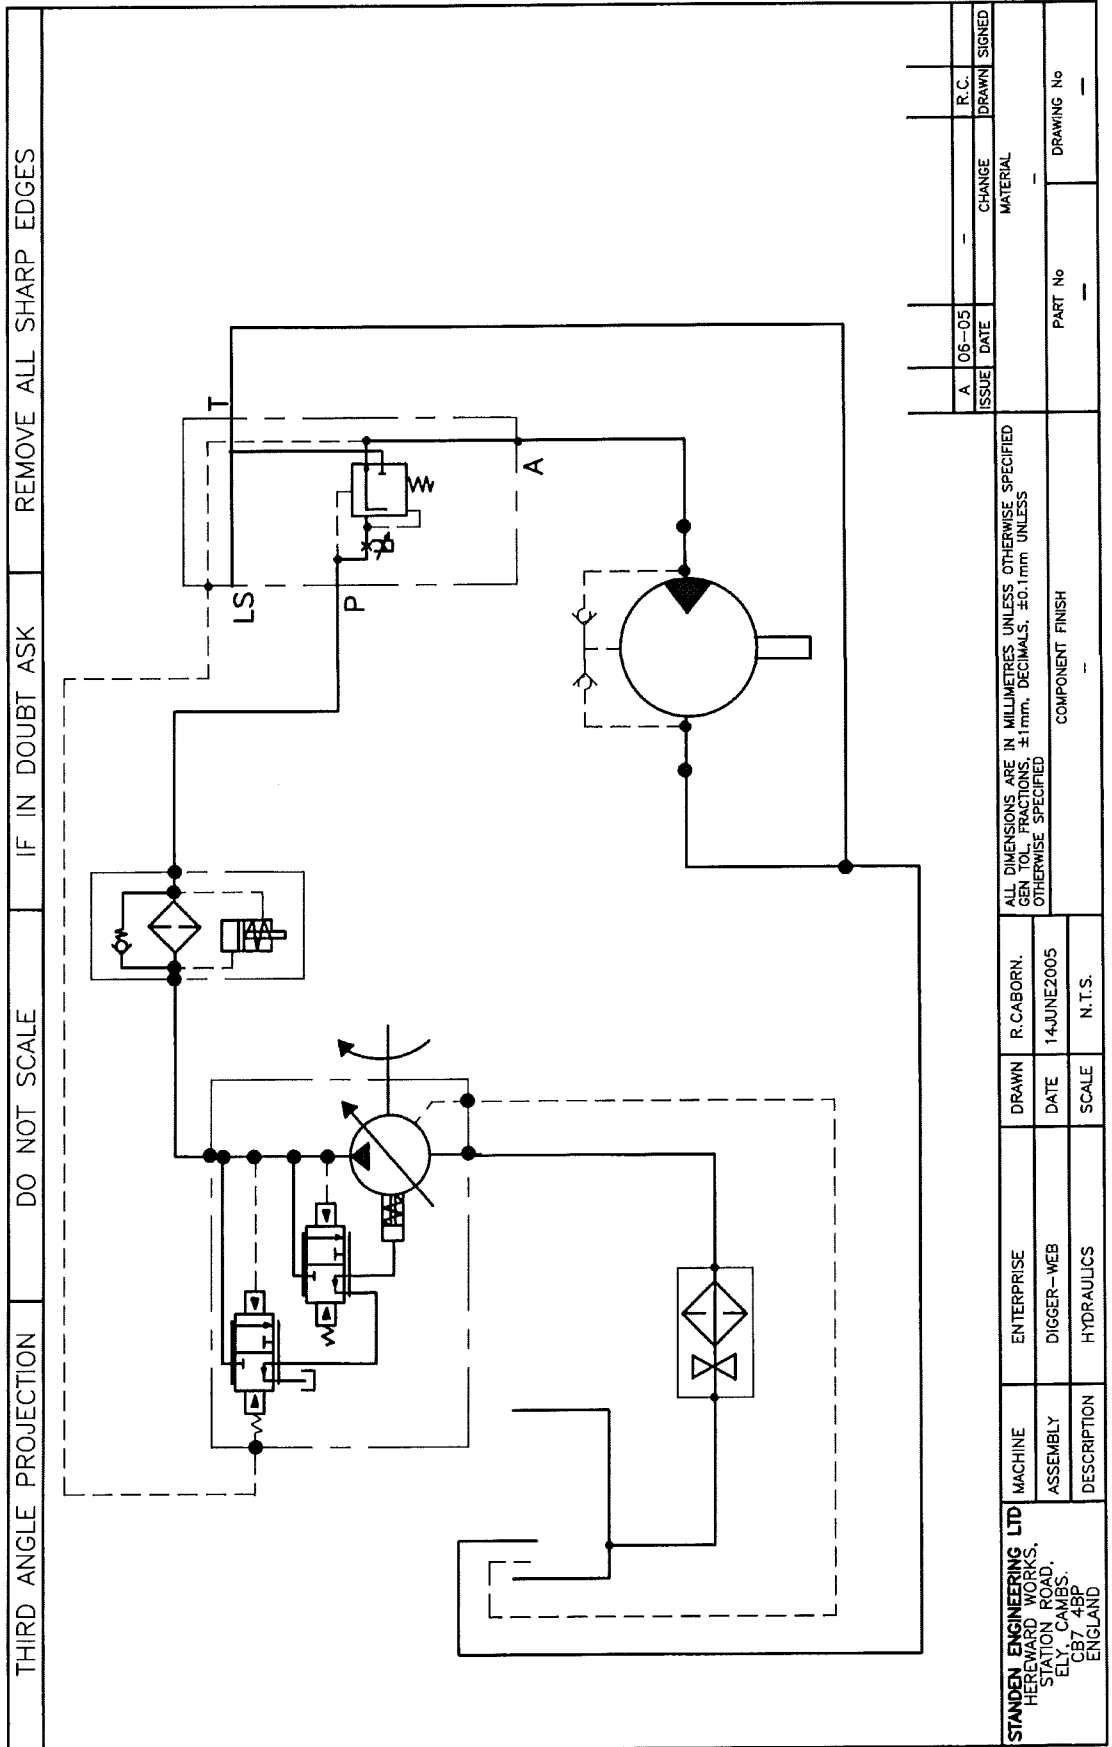 THIRD ANGLE PROJECTION
DO NOT SCALE
IF IN DOUBT ASK
REMOVE ALL SHARP EDGES
LS
T
P
A
STANDEN ENGINEERING LTD
HEREWARD WORKS,
STATION ROAD,
ELY, CAMBS.
CB7 4BP
ENGLAND
MACHINE
ENTERPRISE
ASSEMBLY
DIGGER-WEB
DESCRIPTION
HYDRAULICS
DRAWN
R.CABORN.
DATE
14JUNE2005
SCALE
N.T.S.
ALL DIMENSIONS ARE IN MILLIMETRES UNLESS OTHERWISE SPECIFIED
GEN TOL, FRACTIONS, ±1mm, DECIMALS, ±0.1mm UNLESS
OTHERWISE SPECIFIED
COMPONENT FINISH
-
A
06-05
-
R.C.
ISSUE
DATE
CHANGE
DRAWN
SIGNED
MATERIAL
-
PART No
-
DRAWING No
-